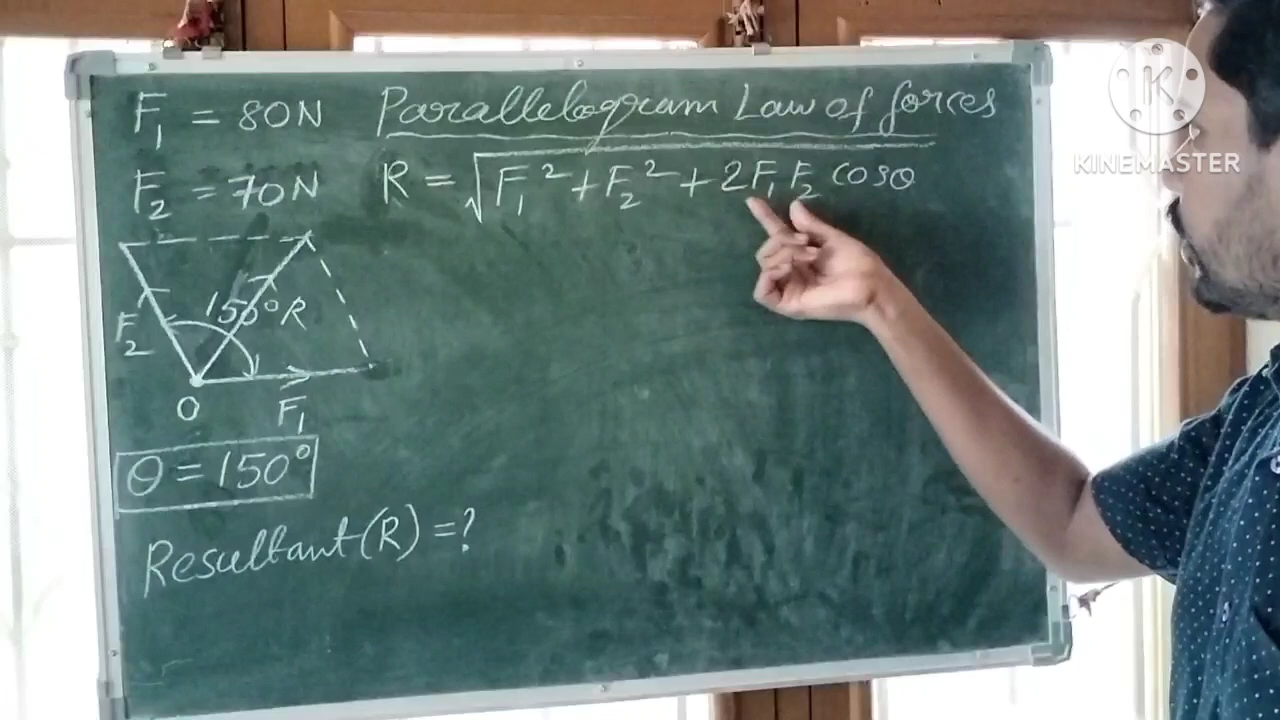 F₁ = 80N
Parallelogram Law of forces
F₂ = 70N
R = √F₁² + F₂² + 2F₁F₂ cosθ
150° R
F₂
O
F₁
θ = 150°
Resultant (R) = ?
K
KINEMASTER